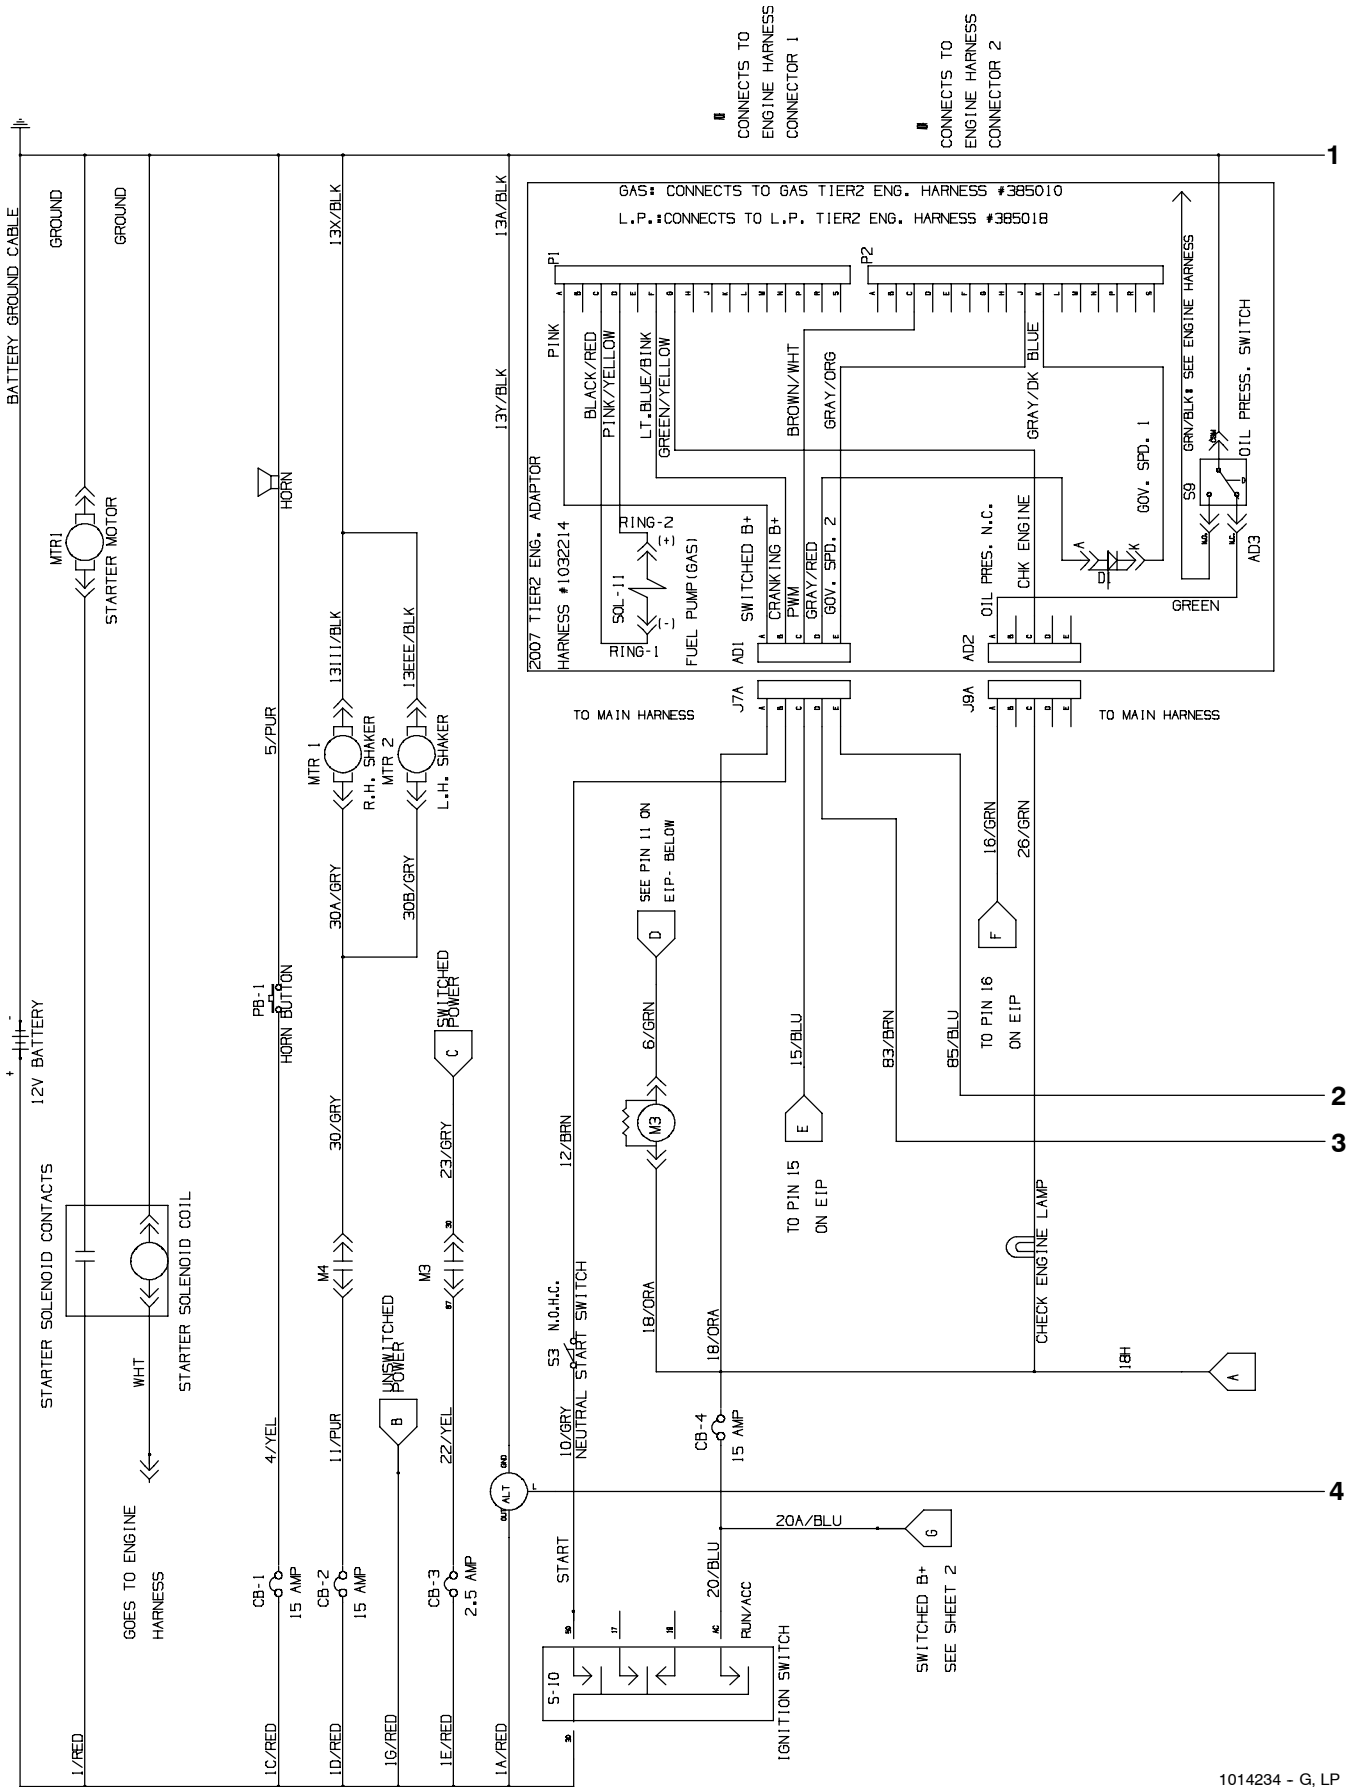 CONNECTS TO
ENGINE HARNESS
CONNECTOR 1
CONNECTS TO
ENGINE HARNESS
CONNECTOR 2
BATTERY GROUND CABLE
GROUND
GROUND
13X/BLK
13A/BLK
1
GAS: CONNECTS TO GAS TIER2 ENG. HARNESS #385010
L.P.:CONNECTS TO L.P. TIER2 ENG. HARNESS #385018
P1
A
B
C
D
E
F
G
H
J
K
L
M
N
P
R
S
P2
A
B
C
D
E
F
G
H
J
K
L
M
N
P
R
S
PINK
BLACK/RED
PINK/YELLOW
LT.BLUE/BINK
GREEN/YELLOW
BROWN/WHT
GRAY/ORG
GRAY/DK BLUE
GOV. SPD. 1
GRN/BLK: SEE ENGINE HARNESS
OIL PRESS. SWITCH
S9
COM
N.O.
N.C.
AD3
GREEN
13Y/BLK
HORN
MTR1
STARTER MOTOR
2007 TIER2 ENG. ADAPTOR
HARNESS #1032214
RING-2
(+)
SOL-11
(-)
RING-1
FUEL PUMP(GAS)
SWITCHED B+
CRANKING B+
PWM
GRAY/RED
GOV. SPD. 2
AD1
A
B
C
D
E
OIL PRES. N.C.
CHK ENGINE
AD2
A
B
C
D
E
A
D1
K
J7A
A
B
C
D
E
J9A
A
B
C
D
E
TO MAIN HARNESS
TO MAIN HARNESS
5/PUR
13III/BLK
13EEE/BLK
MTR 1
R.H. SHAKER
MTR 2
L.H. SHAKER
30A/GRY
30B/GRY
SEE PIN 11 ON
EIP- BELOW
D
6/GRN
M3
16/GRN
26/GRN
F
TO PIN 16
ON EIP
15/BLU
83/BRN
85/BLU
E
TO PIN 15
ON EIP
2
3
12V BATTERY
+
-
PB-1
HORN BUTTON
SWITCHED
POWER
C
30/GRY
23/GRY
12/BRN
STARTER SOLENOID CONTACTS
STARTER SOLENOID COIL
WHT
GOES TO ENGINE
HARNESS
M4
M3
30
87
UNSWITCHED
POWER
B
S3
N.O.H.C.
NEUTRAL START SWITCH
10/GRY
18/ORA
18/ORA
CHECK ENGINE LAMP
18H
A
4/YEL
11/PUR
22/YEL
CB-4
15 AMP
GND
ALT
OUT
L
4
START
20A/BLU
20/BLU
G
SWITCHED B+
SEE SHEET 2
CB-1
15 AMP
CB-2
15 AMP
CB-3
2.5 AMP
50
17
19
AC
RUN/ACC
S-10
30
IGNITION SWITCH
1/RED
1C/RED
1D/RED
1G/RED
1E/RED
1A/RED
1014234 - G, LP